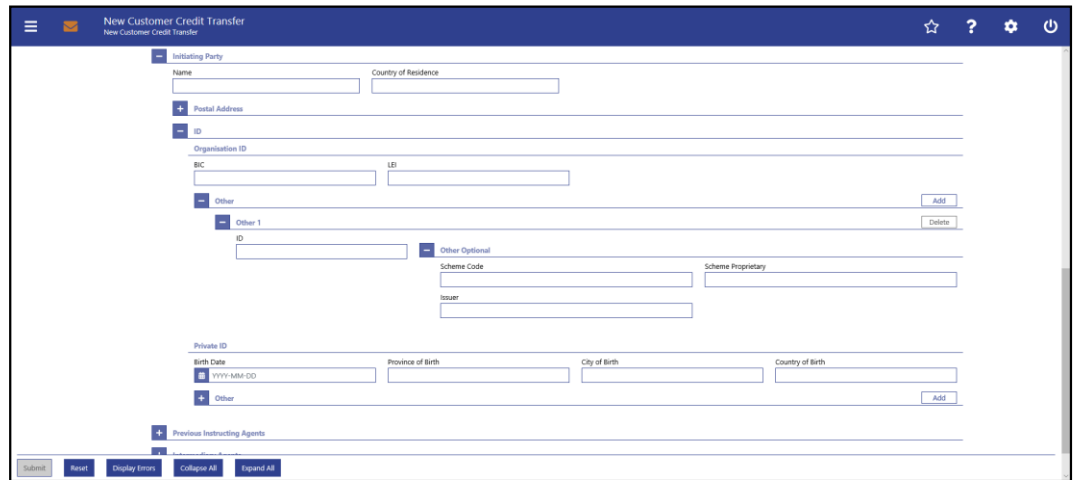 New Customer Credit Transfer
New Customer Credit Transfer
?
Initiating Party
Name Country of Residence
Postal Address
ID
Organisation ID
BIC LEI
Other Add
Other 1 Delete
ID
Other Optional
Scheme Code Scheme Proprietary
Issuer
Private ID
Birth Date Province of Birth City of Birth Country of Birth
YYYY-MM-DD
Other Add
Previous Instructing Agents
Intermediary Agents
Submit Reset Display Errors Collapse All Expand All